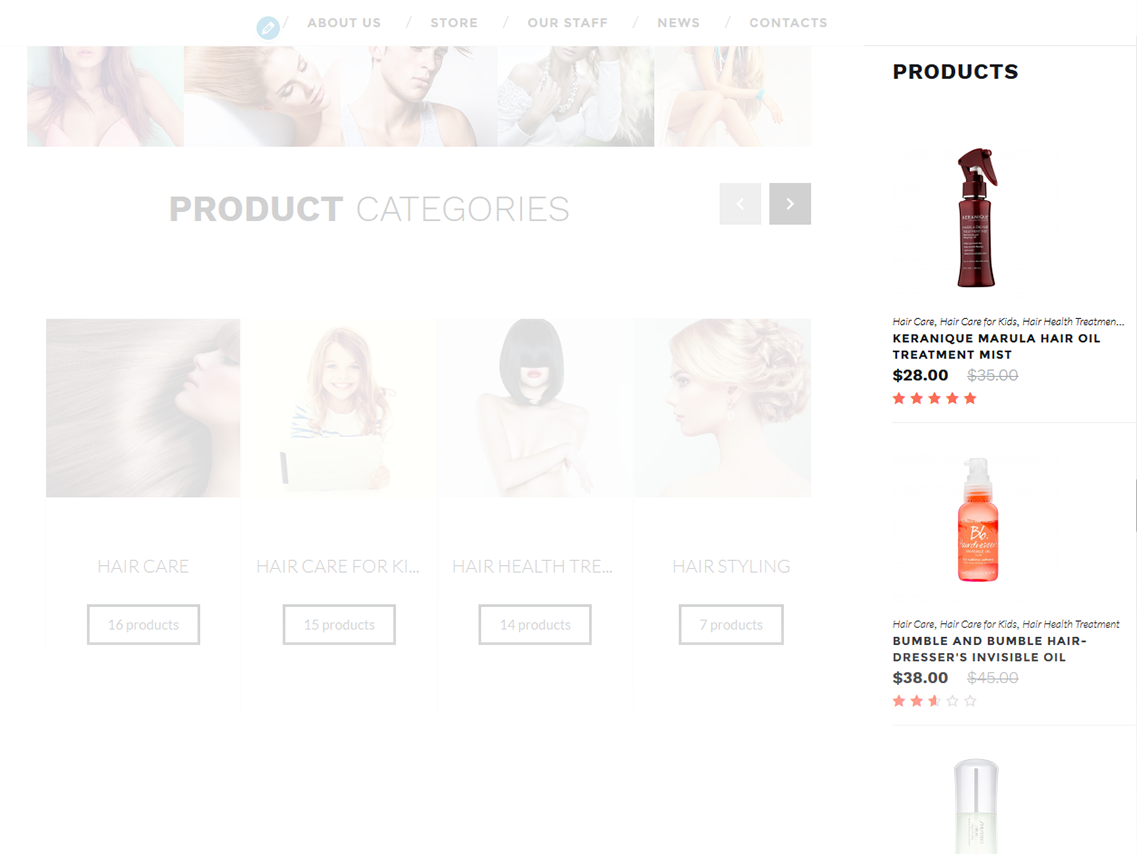 / ABOUT US / STORE / OUR STAFF / NEWS / CONTACTS
PRODUCT CATEGORIES
HAIR CARE
16 products
HAIR CARE FOR KI...
15 products
HAIR HEALTH TRE...
14 products
HAIR STYLING
7 products
PRODUCTS
KERANIQUE
Hair Care, Hair Care for Kids, Hair Health Treatmen...
KERANIQUE MARULA HAIR OIL
TREATMENT MIST
$28.00 $35.00
Bb.
Hair Care, Hair Care for Kids, Hair Health Treatment
BUMBLE AND BUMBLE HAIR-
DRESSER'S INVISIBLE OIL
$38.00 $45.00